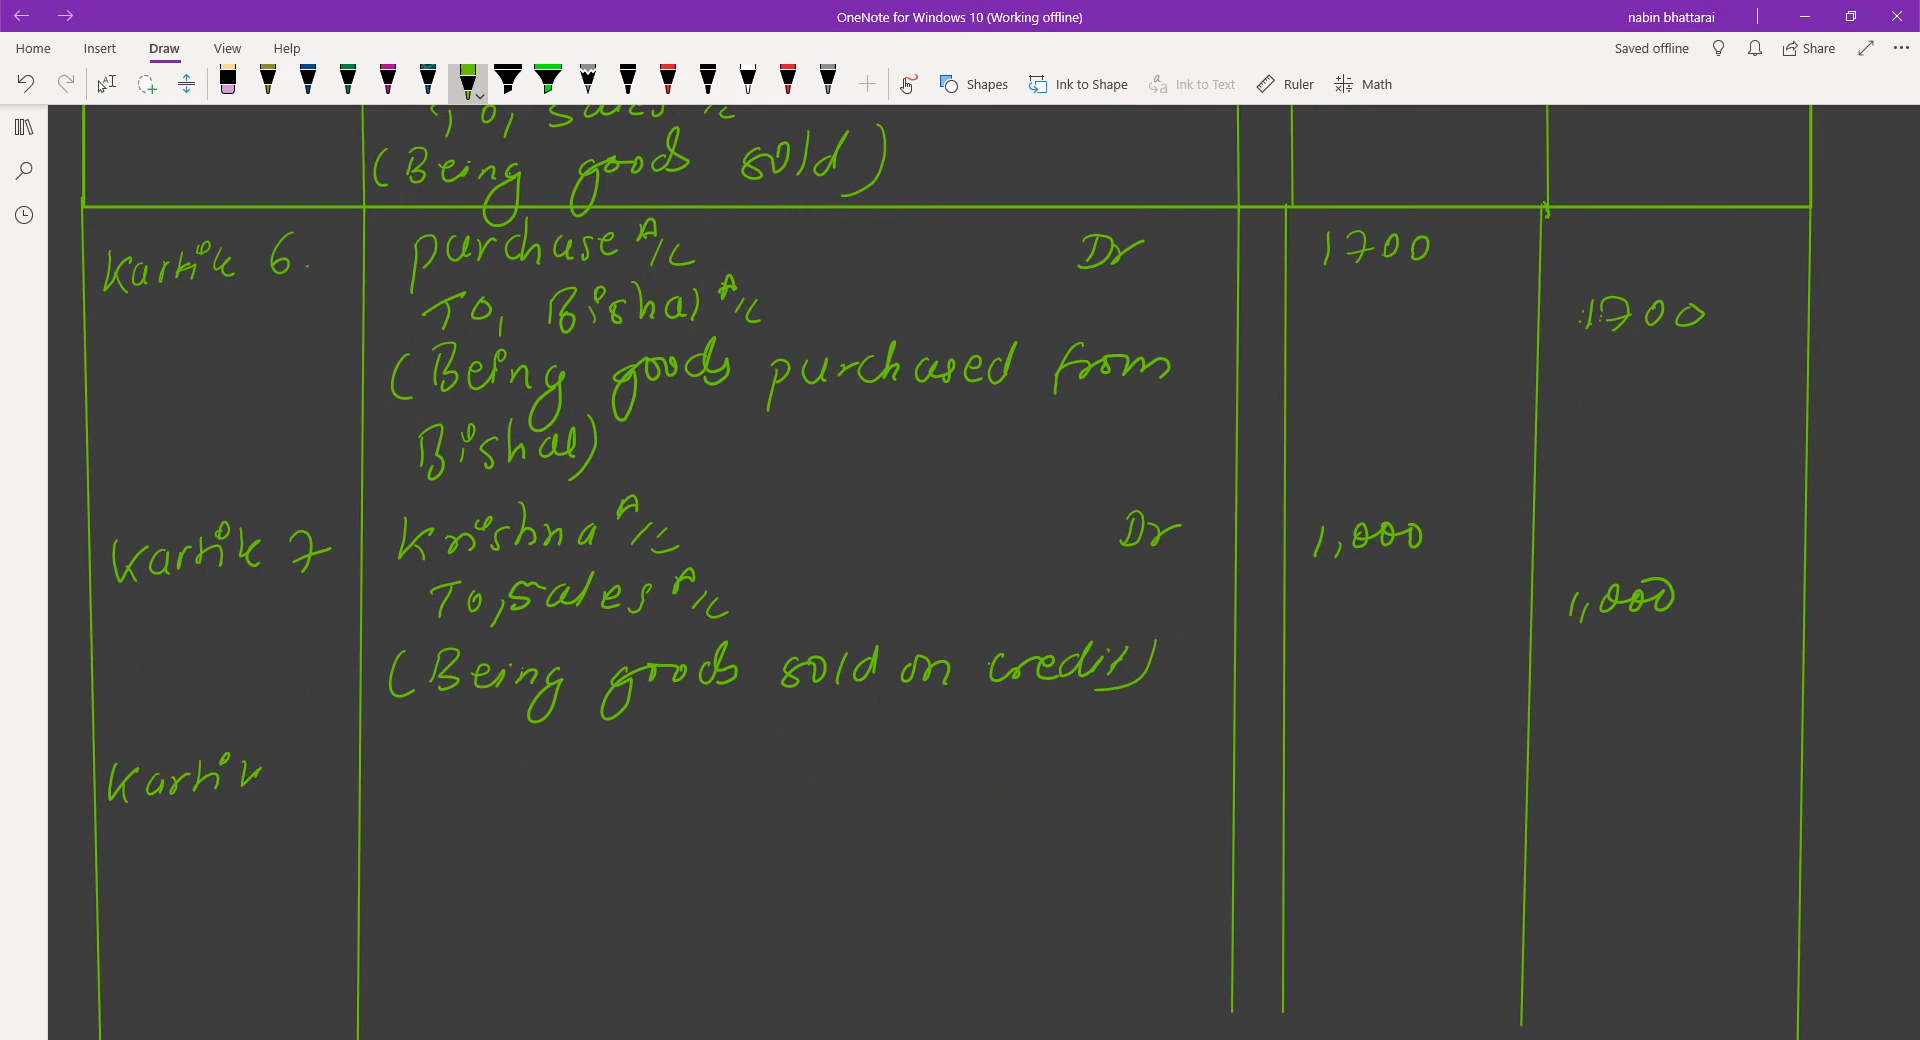 OneNote for Windows 10 (Working offline)
nabin bhattarai
Home Insert Draw View Help
Saved offline Share
Shapes Ink to Shape Ink to Text Ruler Math
To, sales A/c
(Being goods sold)
Kartik 6. purchase A/c Dr 1700
To, Bishal A/c 1700
(Being goods purchased from
Bishal)
Kartik 7 Krishna A/c Dr 1,000
To, sales A/c 1,000
(Being goods sold on credit)
Kartik